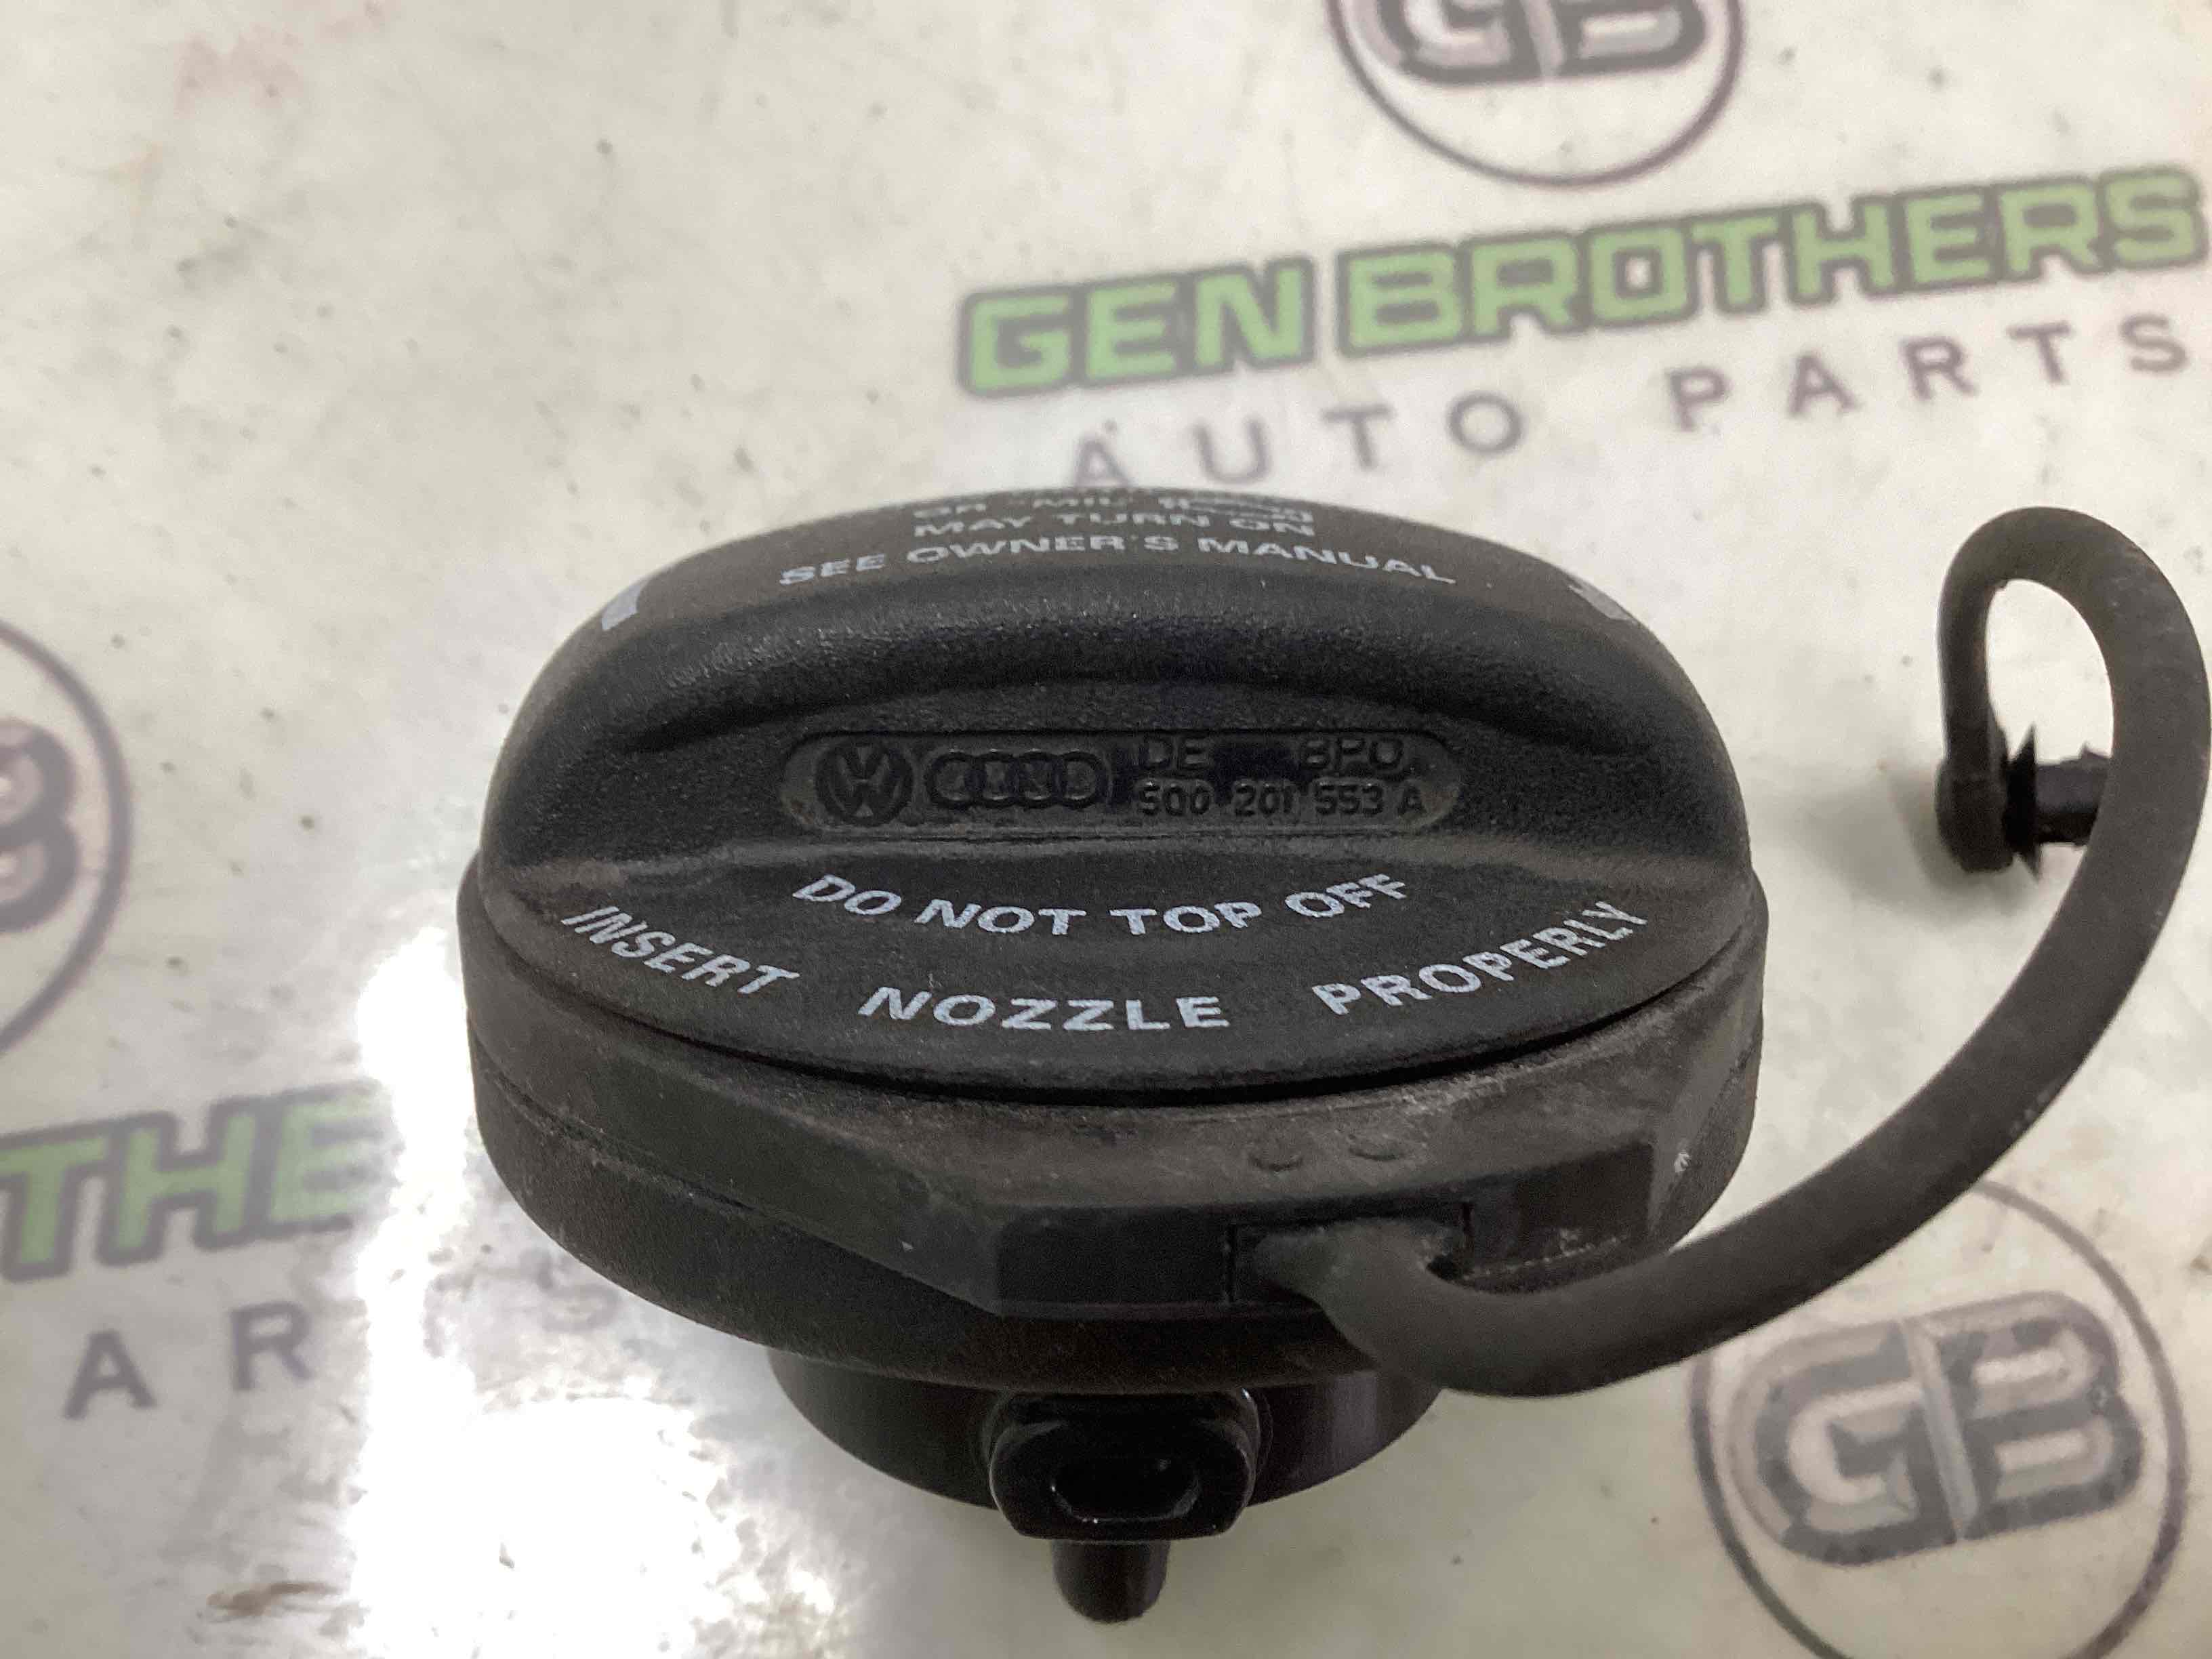 GB
GEN BROTHERS
AUTO PARTS
MAY TURN ON
SEE OWNER'S MANUAL
DE 8PO
5Q0 201 553 A
DO NOT TOP OFF
INSERT NOZZLE PROPERLY
THE
ARTS
GB